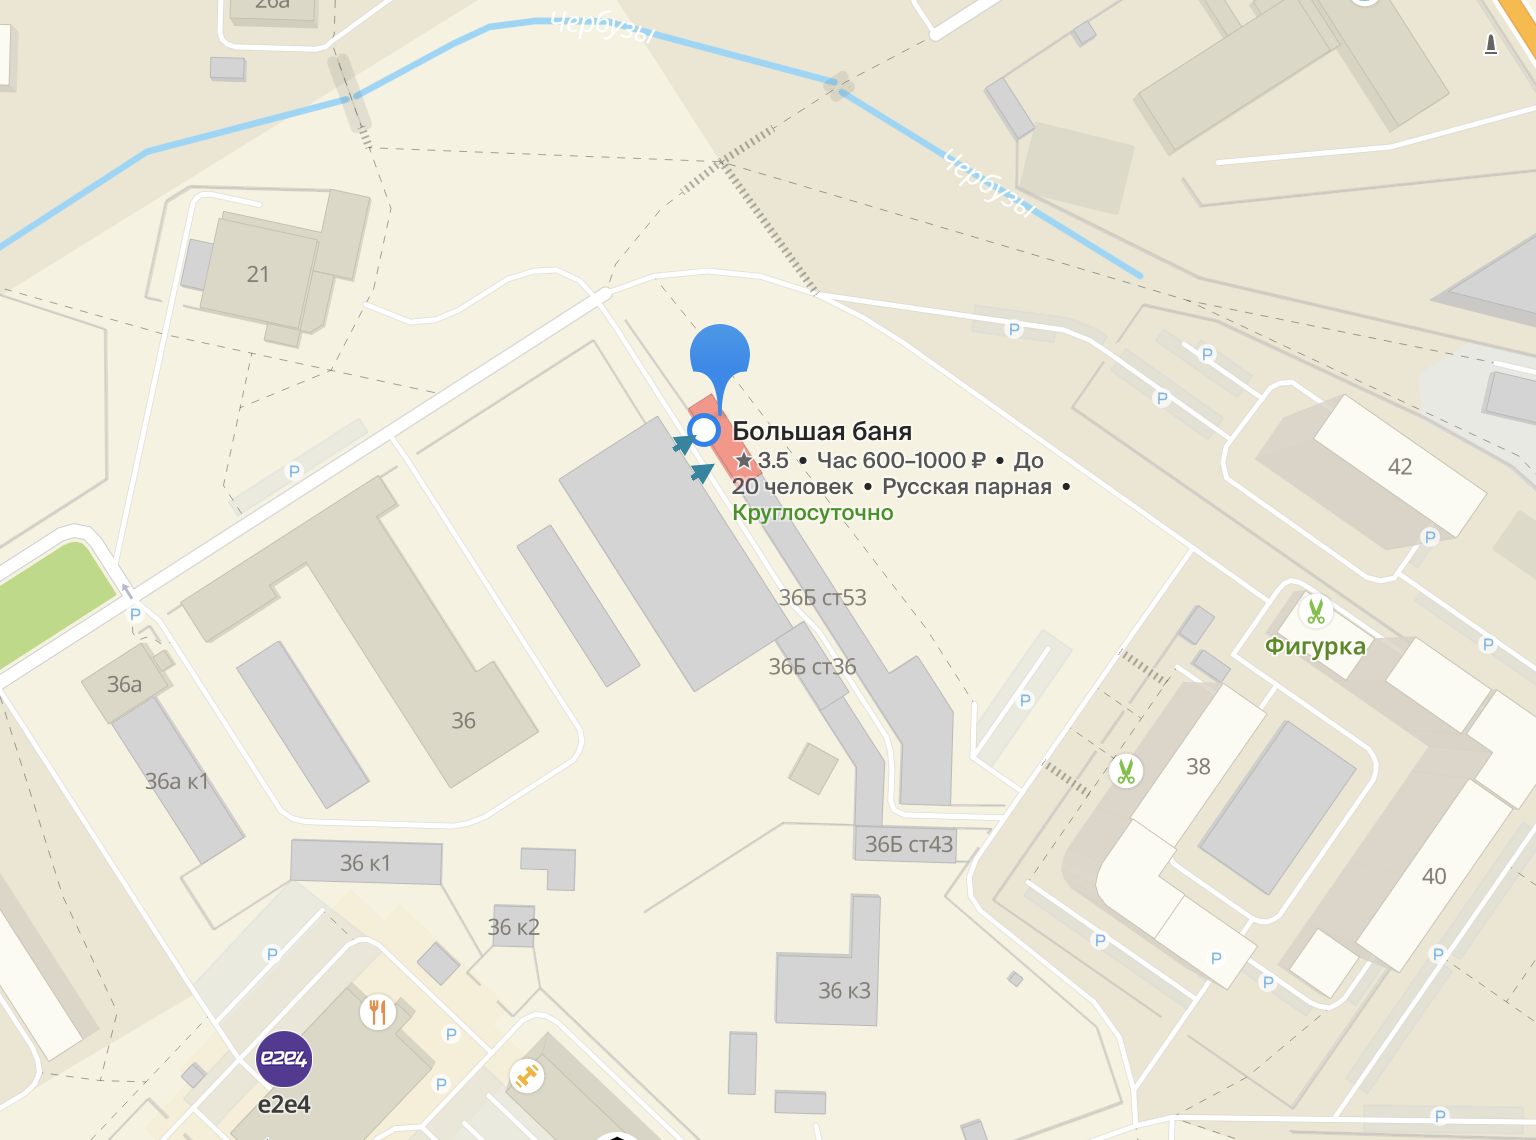 26а
Чербузы
Чербузы
21
P
P
P
P
Большая баня
3.5 • Час 600–1000 ₽ • До
20 человек • Русская парная •
Круглосуточно
42
P
P
36Б ст53
P
Фигурка
P
36Б ст36
36а
36
P
38
36а к1
36Б ст43
36 к1
40
36 к2
P
P
P
P
P
36 к3
P
e2e4
P
e2e4
P